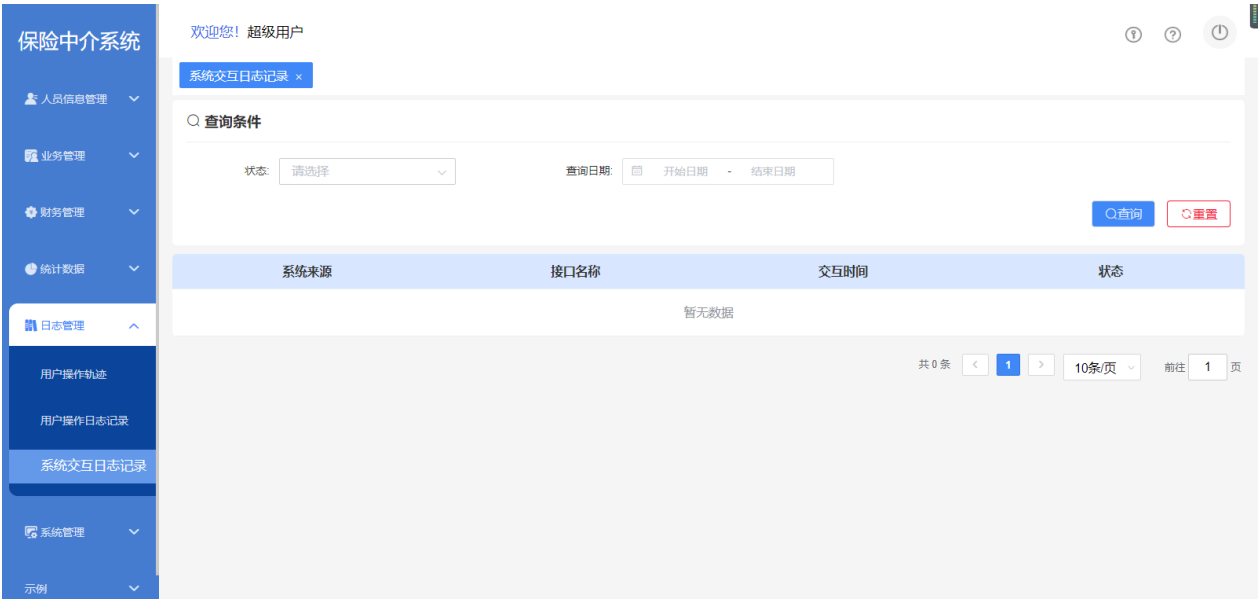 保险中介系统
欢迎您！超级用户
系统交互日志记录 ×
人员信息管理
业务管理
财务管理
统计数据
日志管理
用户操作轨迹
用户操作日志记录
系统交互日志记录
系统管理
示例
查询条件
状态: 请选择 查询日期: 开始日期 - 结束日期
查询 重置
系统来源 接口名称 交互时间 状态
暂无数据
共 0 条 < 1 > 10条/页 前往 1 页